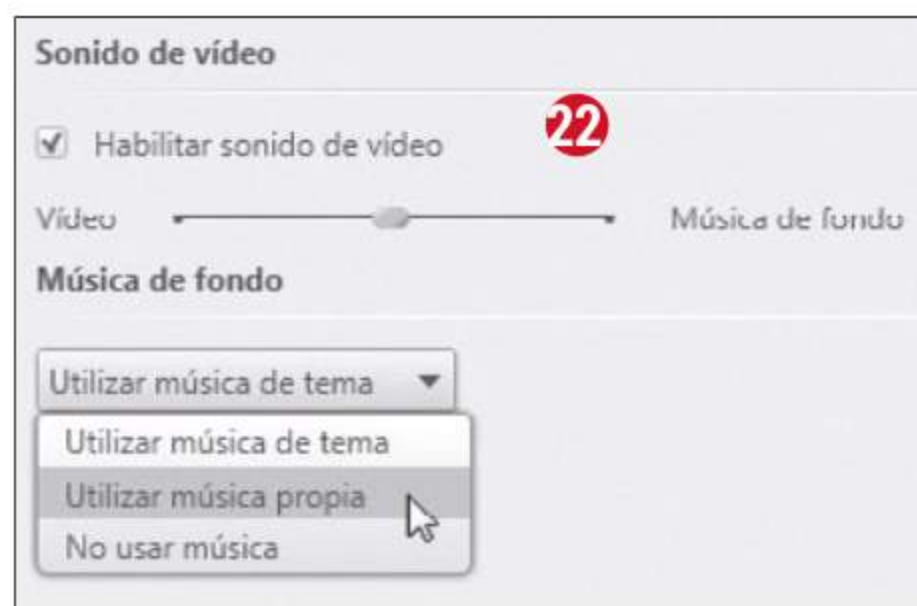 Sonido de vídeo
Habilitar sonido de vídeo 22
Vídeo Música de fondo
Música de fondo
Utilizar música de tema
Utilizar música de tema
Utilizar música propia
No usar música